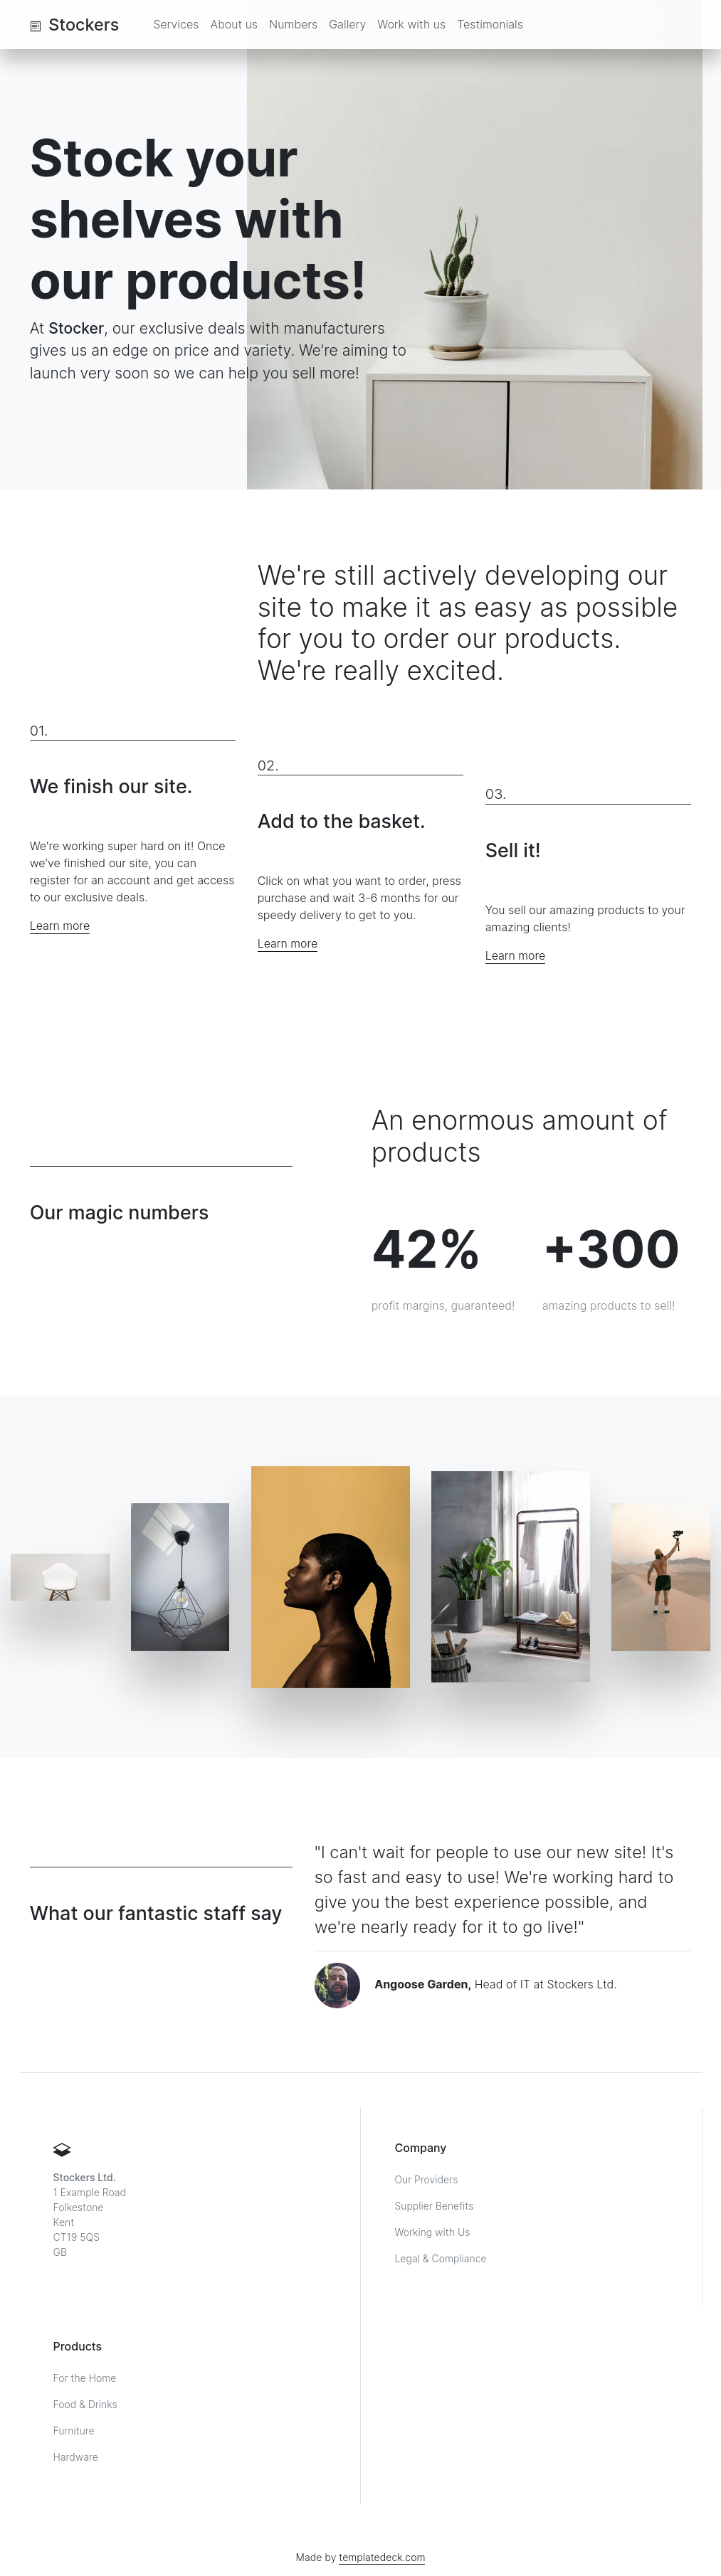 Stockers
Services About us Numbers Gallery Work with us Testimonials
Stock your
shelves with
our products!
At Stocker, our exclusive deals with manufacturers
gives us an edge on price and variety. We're aiming to
launch very soon so we can help you sell more!
We're still actively developing our
site to make it as easy as possible
for you to order our products.
We're really excited.
01.
We finish our site.
We're working super hard on it! Once
we've finished our site, you can
register for an account and get access
to our exclusive deals.
Learn more
02.
Add to the basket.
Click on what you want to order, press
purchase and wait 3-6 months for our
speedy delivery to get to you.
Learn more
03.
Sell it!
You sell our amazing products to your
amazing clients!
Learn more
Our magic numbers
An enormous amount of
products
42%
profit margins, guaranteed!
+300
amazing products to sell!
What our fantastic staff say
"I can't wait for people to use our new site! It's
so fast and easy to use! We're working hard to
give you the best experience possible, and
we're nearly ready for it to go live!"
Angoose Garden, Head of IT at Stockers Ltd.
Stockers Ltd.
1 Example Road
Folkestone
Kent
CT19 5QS
GB
Company
Our Providers
Supplier Benefits
Working with Us
Legal & Compliance
Products
For the Home
Food & Drinks
Furniture
Hardware
Made by templatedeck.com